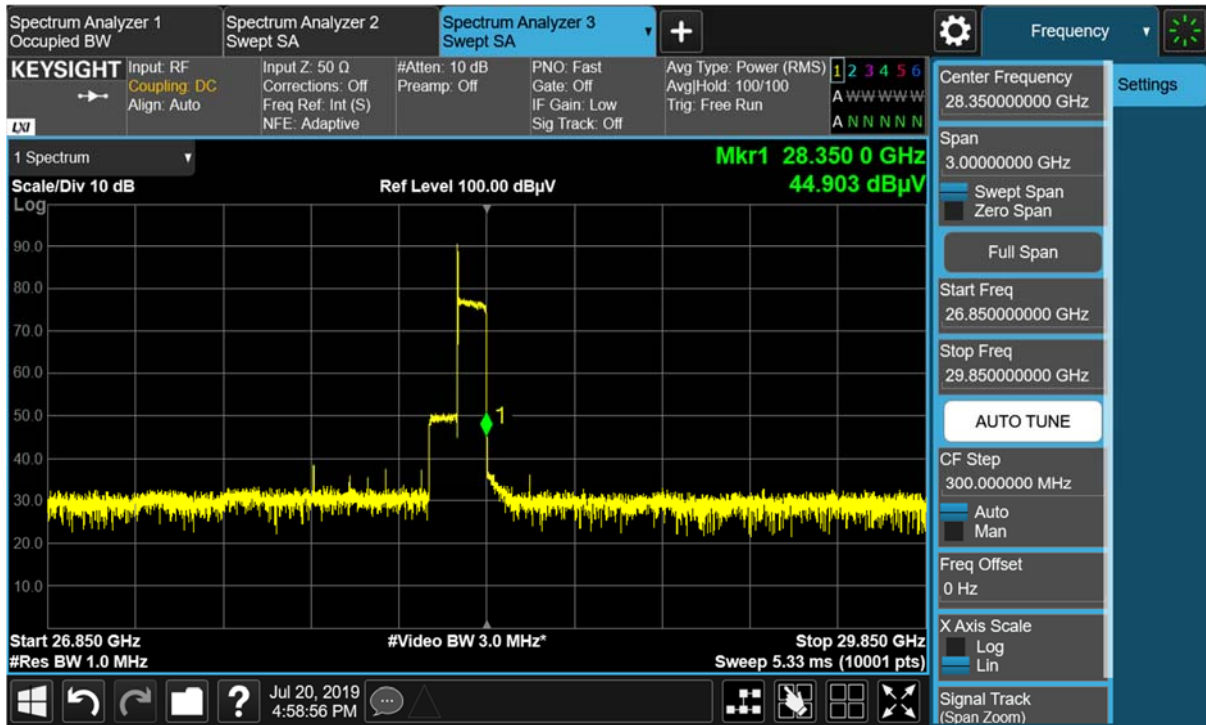 Spectrum Analyzer 1
Occupied BW
Spectrum Analyzer 2
Swept SA
Spectrum Analyzer 3
Swept SA
Frequency
KEYSIGHT
LXI
Input: RF
Coupling: DC
Align: Auto
Input Z: 50 Ω
Corrections: Off
Freq Ref: Int (S)
NFE: Adaptive
#Atten: 10 dB
Preamp: Off
PNO: Fast
Gate: Off
IF Gain: Low
Sig Track: Off
Avg Type: Power (RMS)
Avg|Hold: 100/100
Trig: Free Run
1 2 3 4 5 6
A W W W W W
A N N N N N
1 Spectrum
Scale/Div 10 dB
Log
Ref Level 100.00 dBµV
Mkr1 28.350 0 GHz
44.903 dBµV
90.0
80.0
70.0
60.0
50.0
40.0
30.0
20.0
10.0
1
Start 26.850 GHz
#Res BW 1.0 MHz
#Video BW 3.0 MHz*
Stop 29.850 GHz
Sweep 5.33 ms (10001 pts)
Center Frequency
28.350000000 GHz
Settings
Span
3.00000000 GHz
Swept Span
Zero Span
Full Span
Start Freq
26.850000000 GHz
Stop Freq
29.850000000 GHz
AUTO TUNE
CF Step
300.000000 MHz
Auto
Man
Freq Offset
0 Hz
X Axis Scale
Log
Lin
Signal Track
(Span Zoom)
?
Jul 20, 2019
4:58:56 PM